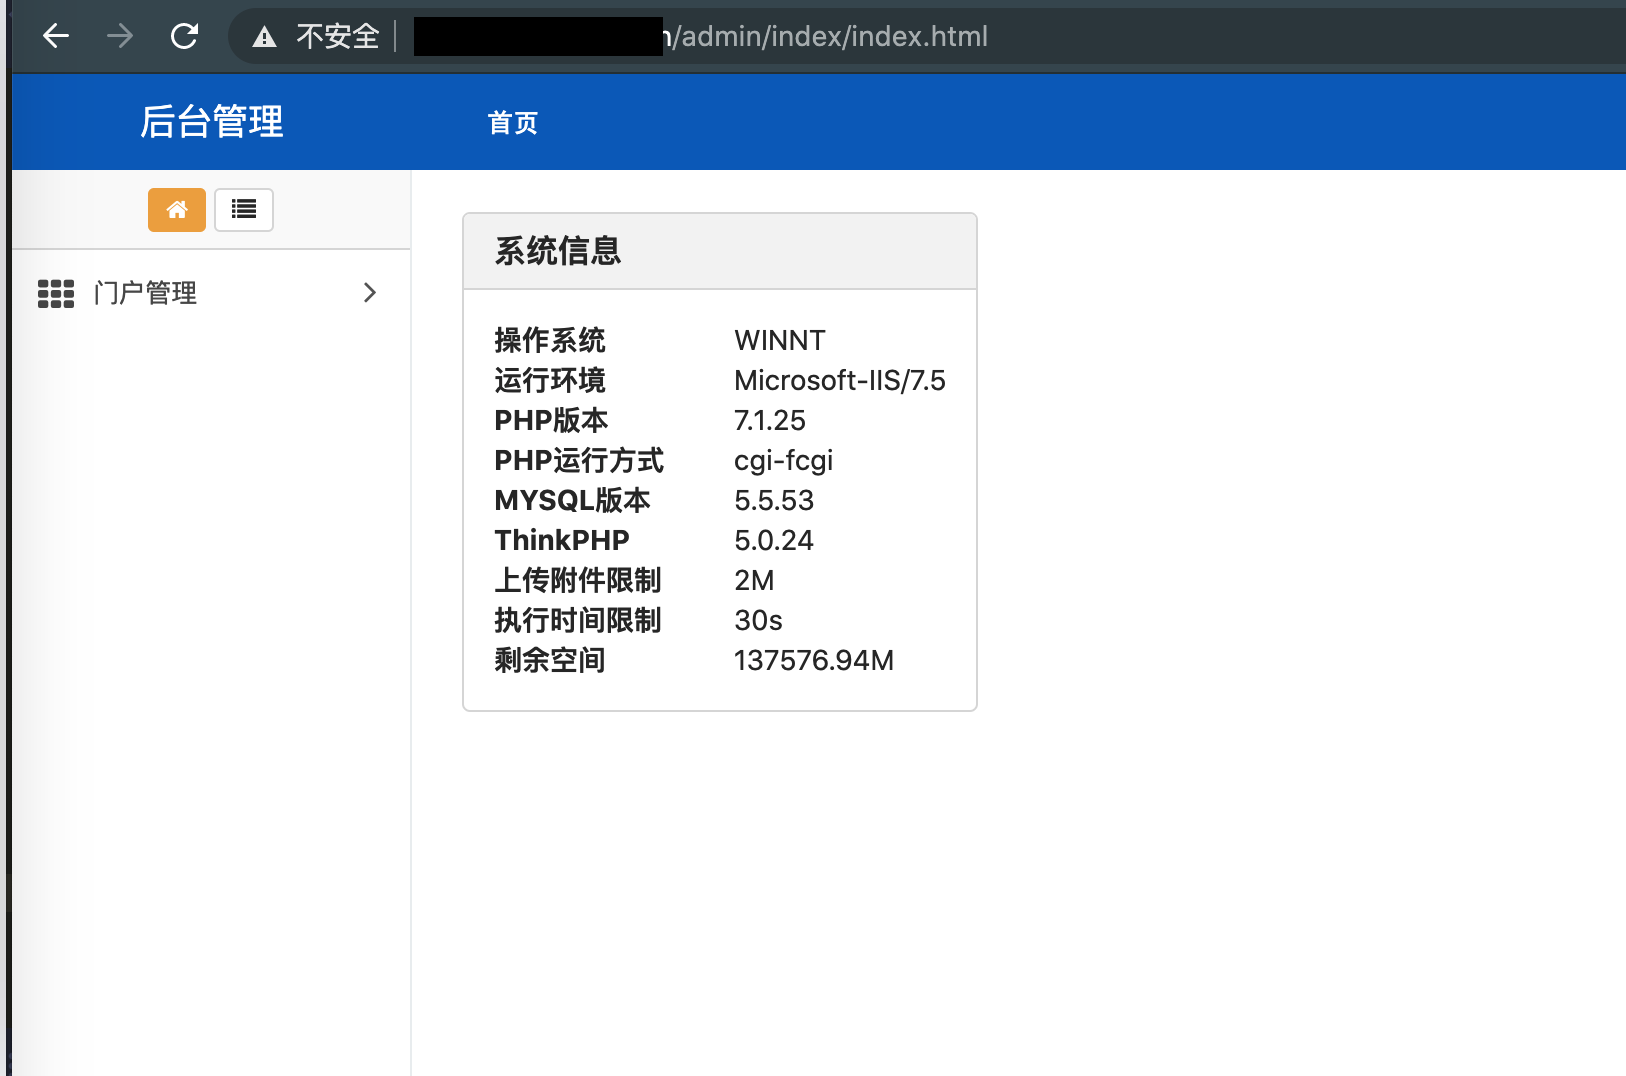 不安全 /admin/index/index.html
后台管理 首页
系统信息
门户管理
操作系统 WINNT
运行环境 Microsoft-IIS/7.5
PHP版本 7.1.25
PHP运行方式 cgi-fcgi
MYSQL版本 5.5.53
ThinkPHP 5.0.24
上传附件限制 2M
执行时间限制 30s
剩余空间 137576.94M